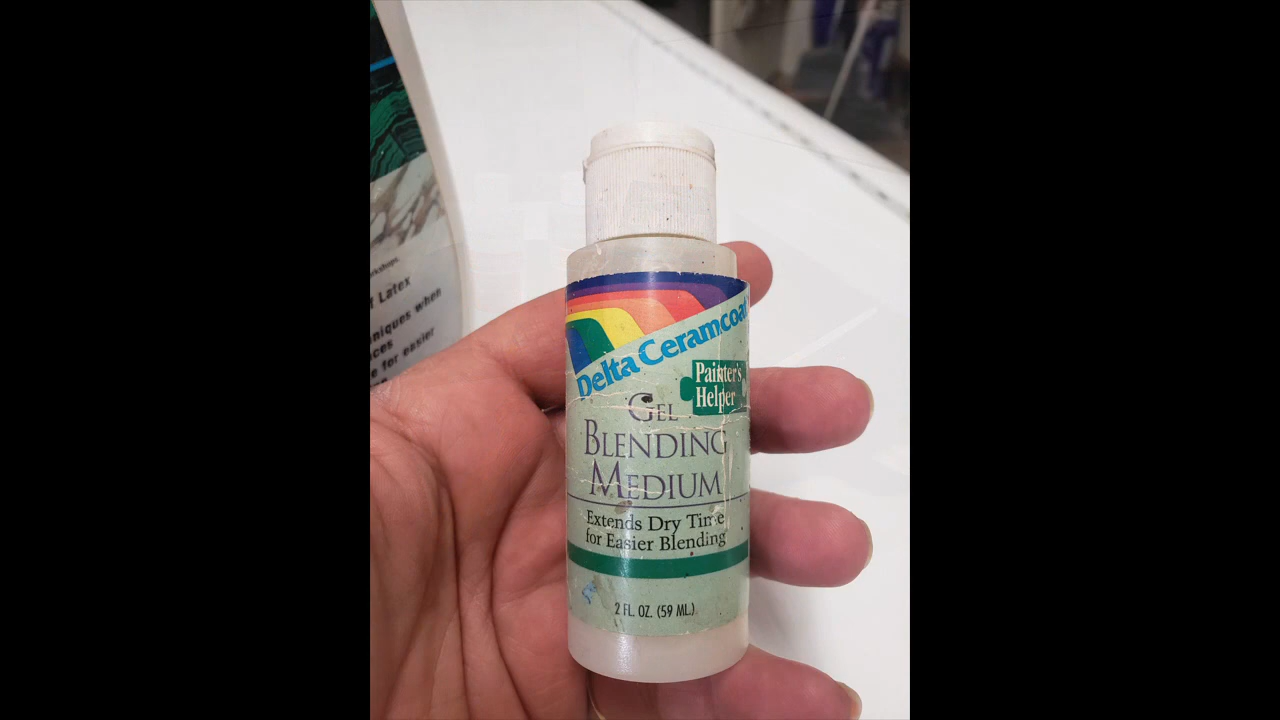 rkshops.
f Latex
niques when
ces
e for easier
Delta Ceramcoat
Painter's
Helper
GEL
BLENDING
MEDIUM
Extends Dry Time
for Easier Blending
2 FL. OZ. (59 ML.)